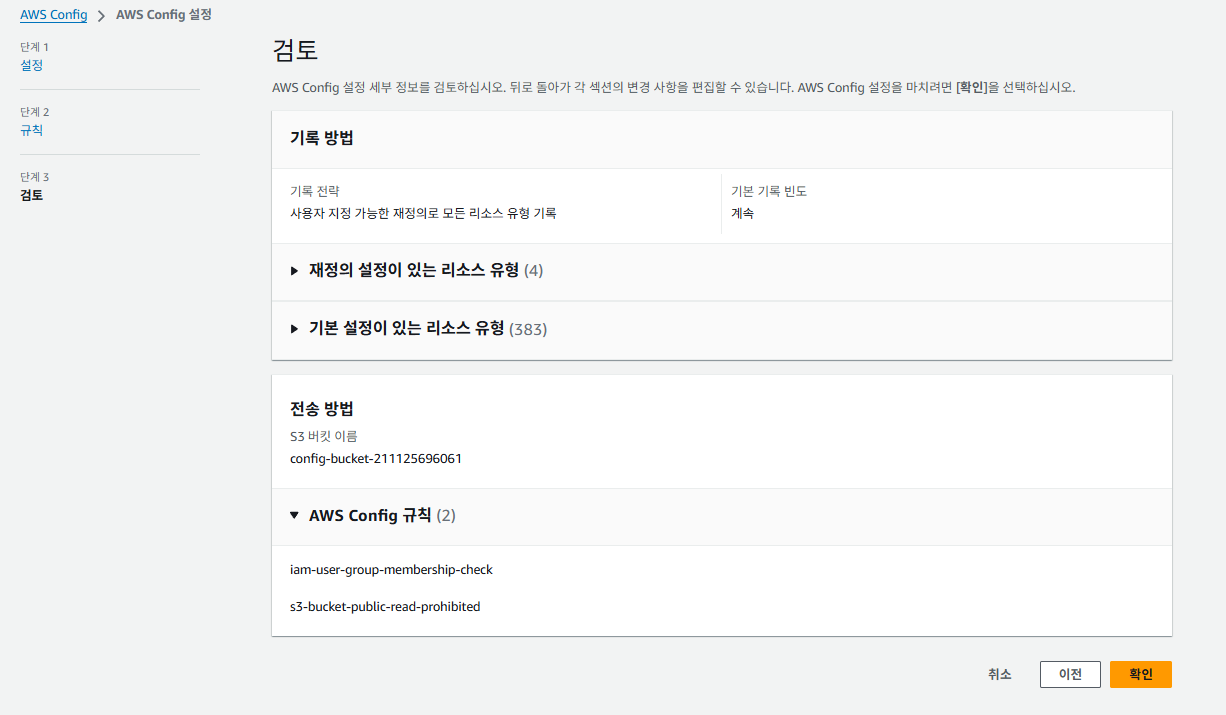 AWS Config > AWS Config 설정
단계 1
설정
단계 2
규칙
단계 3
검토
검토
AWS Config 설정 세부 정보를 검토하십시오. 뒤로 돌아가 각 섹션의 변경 사항을 편집할 수 있습니다. AWS Config 설정을 마치려면 [확인]을 선택하십시오.
기록 방법
기록 전략
사용자 지정 가능한 재정의로 모든 리소스 유형 기록
기본 기록 빈도
계속
재정의 설정이 있는 리소스 유형 (4)
기본 설정이 있는 리소스 유형 (383)
전송 방법
S3 버킷 이름
config-bucket-211125696061
AWS Config 규칙 (2)
iam-user-group-membership-check
s3-bucket-public-read-prohibited
취소 이전 확인